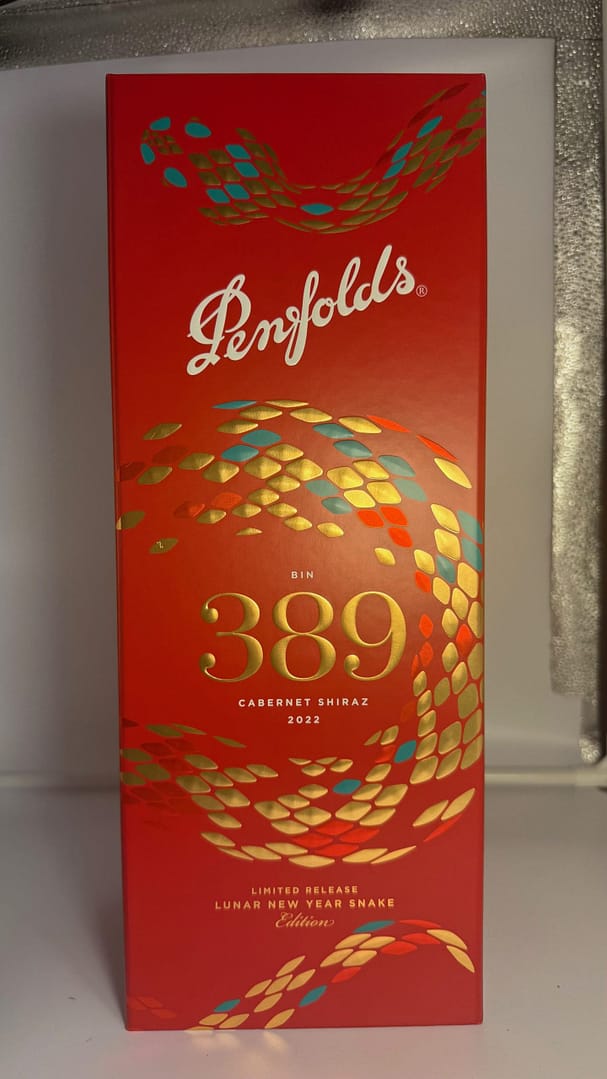 Penfolds®
BIN
389
CABERNET SHIRAZ
2022
LIMITED RELEASE
LUNAR NEW YEAR SNAKE
Edition